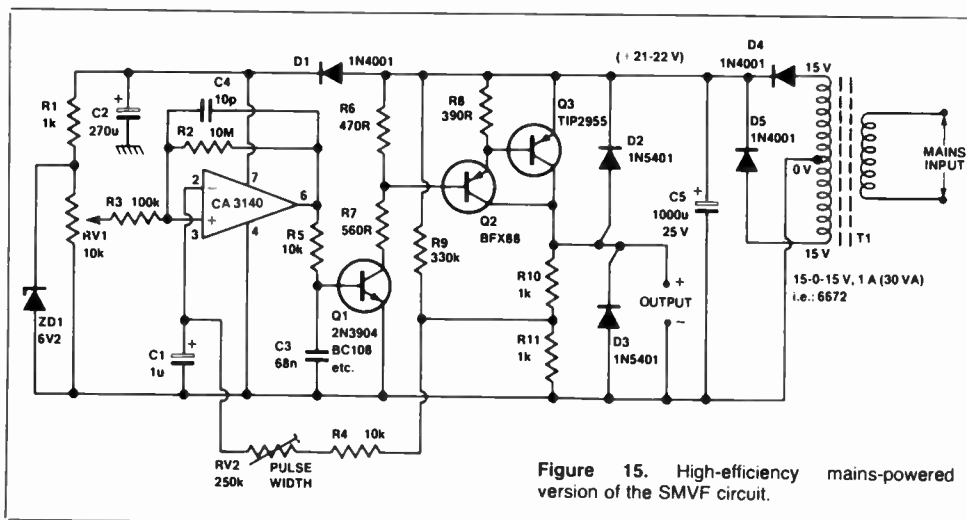 D1
1N4001
(+21-22 V)
D4
1N4001
15 V
R1
1k
C2
270u
C4
10p
R2
10M
R6
470R
R8
390R
Q3
TIP2955
D2
1N5401
D5
1N4001
0 V
MAINS
INPUT
2
7
CA 3140
6
R3 100k
3
4
RV1
10k
R5
10k
R7
560R
Q2
BFX88
R9
330k
C5
1000u
25 V
15 V
T1
15-0-15 V, 1 A (30 VA)
i.e.: 6672
ZD1
6V2
C1
1u
C3
68n
Q1
2N3904
BC108
etc.
R10
1k
R11
1k
+
OUTPUT
−
D3
1N5401
RV2
250k
PULSE
WIDTH
R4
10k
Figure 15. High-efficiency mains-powered
version of the SMVF circuit.